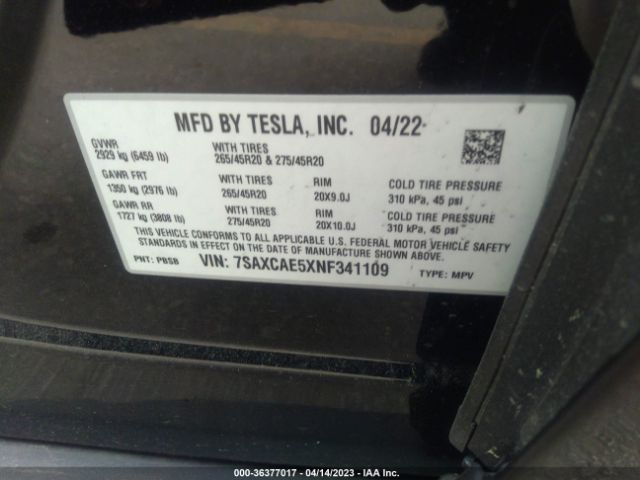 MFD BY TESLA, INC. 04/22
GVWR
2929 kg (6459 lb)
WITH TIRES
265/45R20 & 275/45R20
GAWR FRT
1350 kg (2976 lb)
WITH TIRES
265/45R20
RIM
20X9.0J
COLD TIRE PRESSURE
310 kPa, 45 psi
GAWR RR
1727 kg (3808 lb)
WITH TIRES
275/45R20
RIM
20X10.0J
COLD TIRE PRESSURE
310 kPa, 45 psi
THIS VEHICLE CONFORMS TO ALL APPLICABLE U.S. FEDERAL MOTOR VEHICLE SAFETY
STANDARDS IN EFFECT ON THE DATE OF MANUFACTURE SHOWN ABOVE.
PNT: PBSB VIN: 7SAXCAE5XNF341109 TYPE: MPV
000-36377017 - 04/14/2023 - IAA Inc.